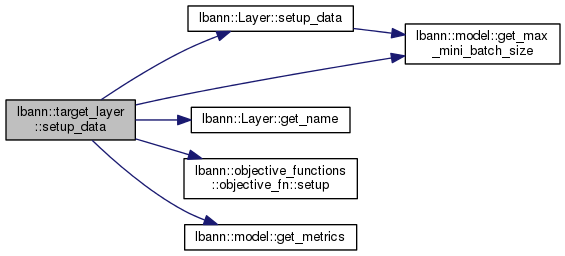 lbann::target_layer
::setup_data
lbann::Layer::setup_data
lbann::model::get_max
_mini_batch_size
lbann::Layer::get_name
lbann::objective_functions
::objective_fn::setup
lbann::model::get_metrics